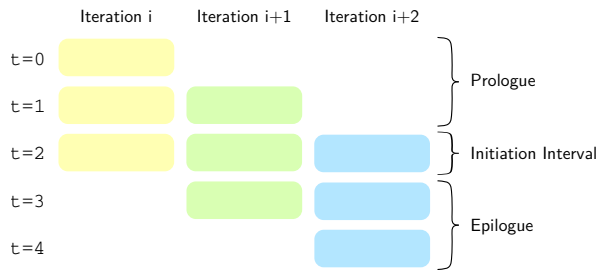 Iteration i Iteration i+1 Iteration i+2
t=0
Prologue
t=1
t=2 Initiation Interval
t=3
Epilogue
t=4